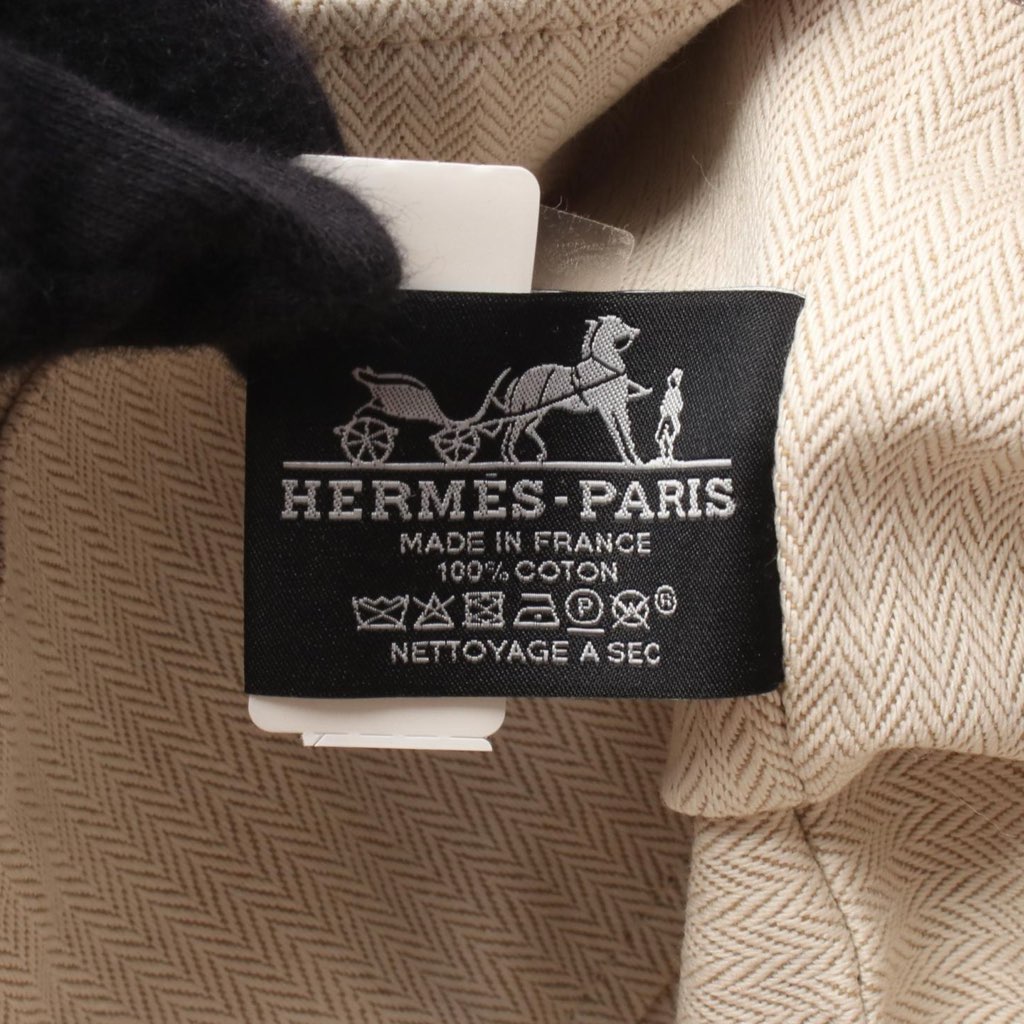 HERMÈS-PARIS
MADE IN FRANCE
100% COTON
P ®
NETTOYAGE A SEC